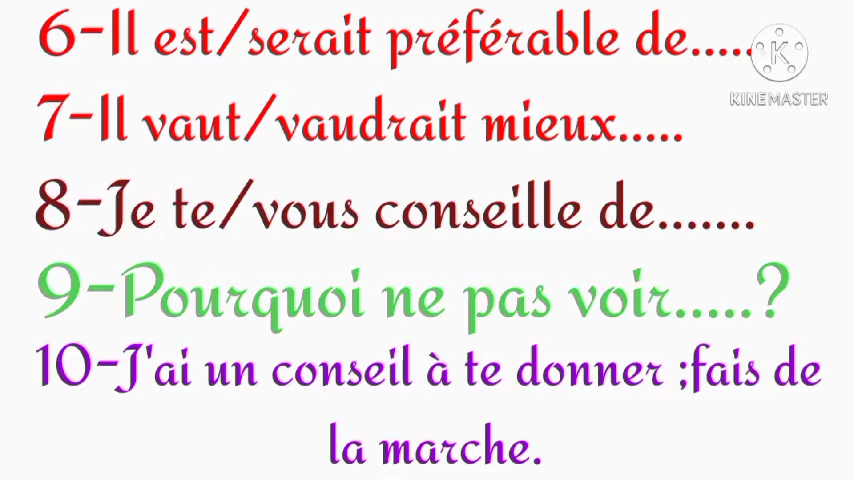 6-Il est/serait préférable de.....
KINEMASTER
7-Il vaut/vaudrait mieux.....
8-Je te/vous conseille de.......
9-Pourquoi ne pas voir.....?
10-J'ai un conseil à te donner ;fais de
la marche.